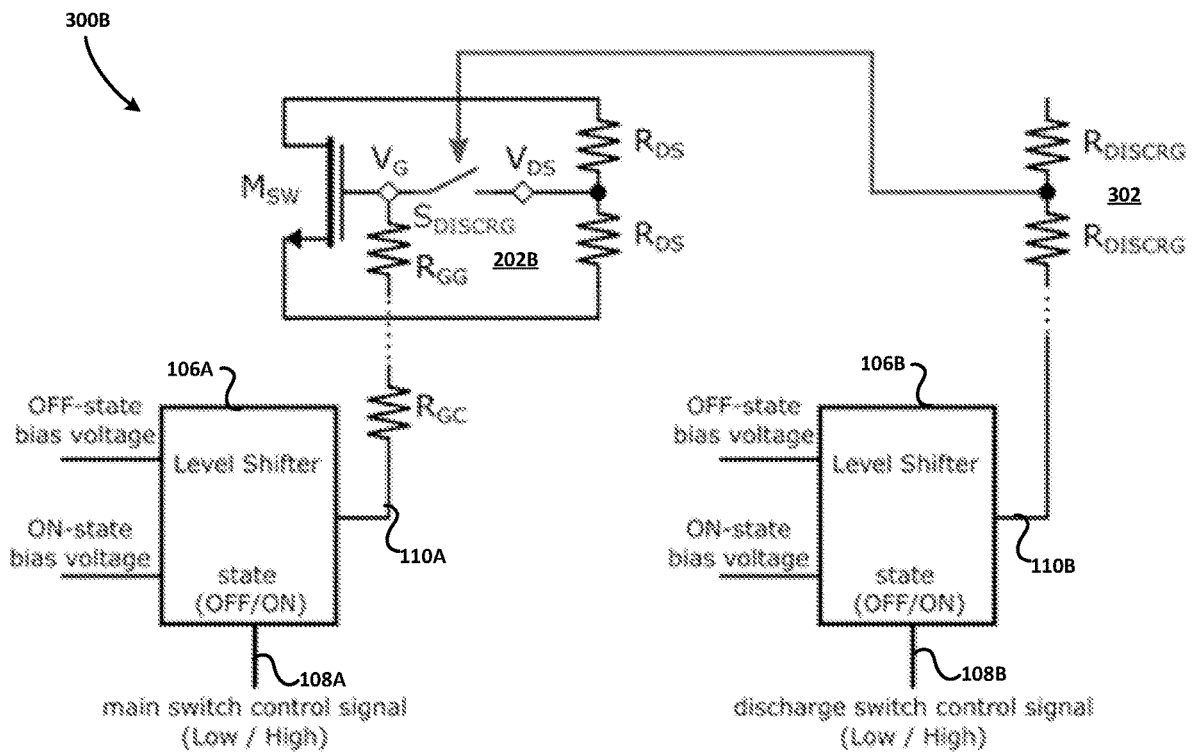 300B
R_DS
R_DISCRG
V_G
V_DS
M_SW
302
S_DISCRG
R_DS
R_DISCRG
202B
R_GG
106A
106B
R_GC
OFF-state
bias voltage
Level Shifter
ON-state
bias voltage
110A
state
(OFF/ON)
108A
main switch control signal
(Low / High)
OFF-state
bias voltage
Level Shifter
ON-state
bias voltage
110B
state
(OFF/ON)
108B
discharge switch control signal
(Low / High)